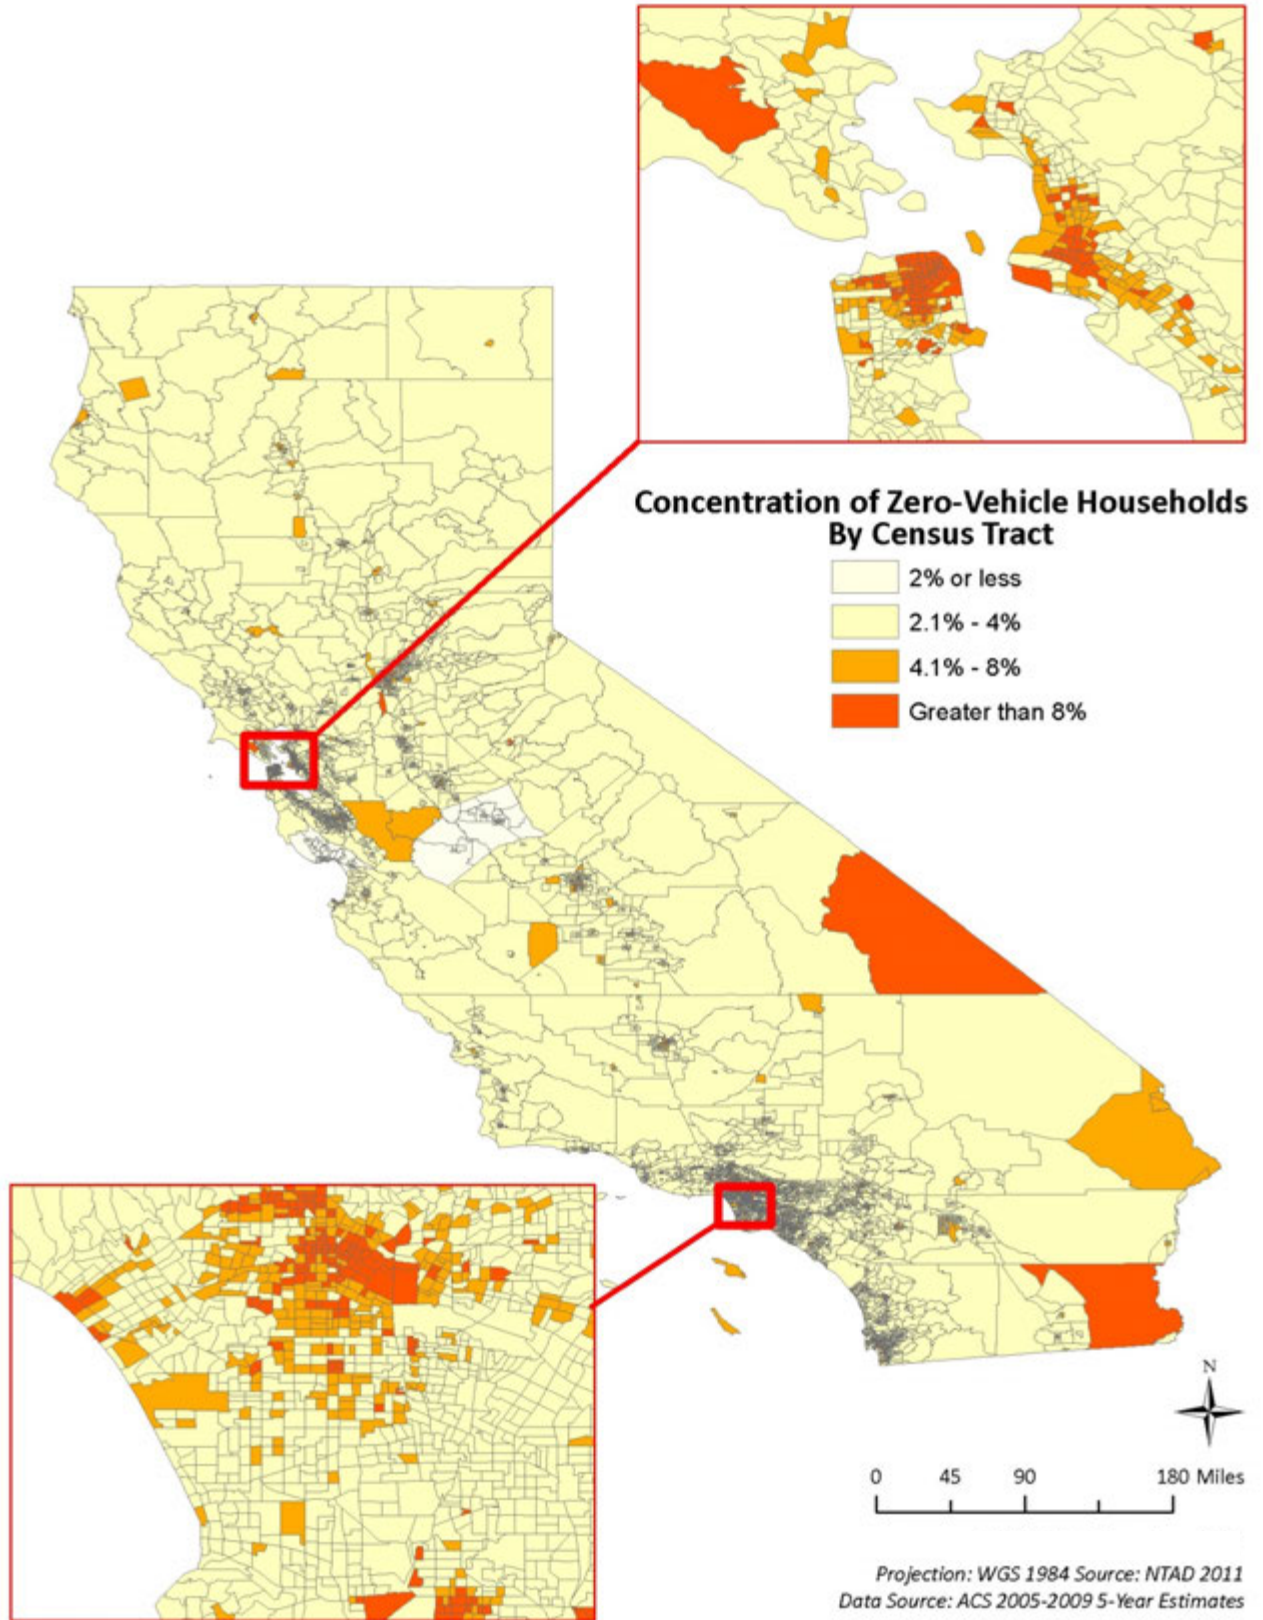 Concentration of Zero-Vehicle Households
By Census Tract
2% or less
2.1% - 4%
4.1% - 8%
Greater than 8%
N
0 45 90 180 Miles
Projection: WGS 1984 Source: NTAD 2011
Data Source: ACS 2005-2009 5-Year Estimates